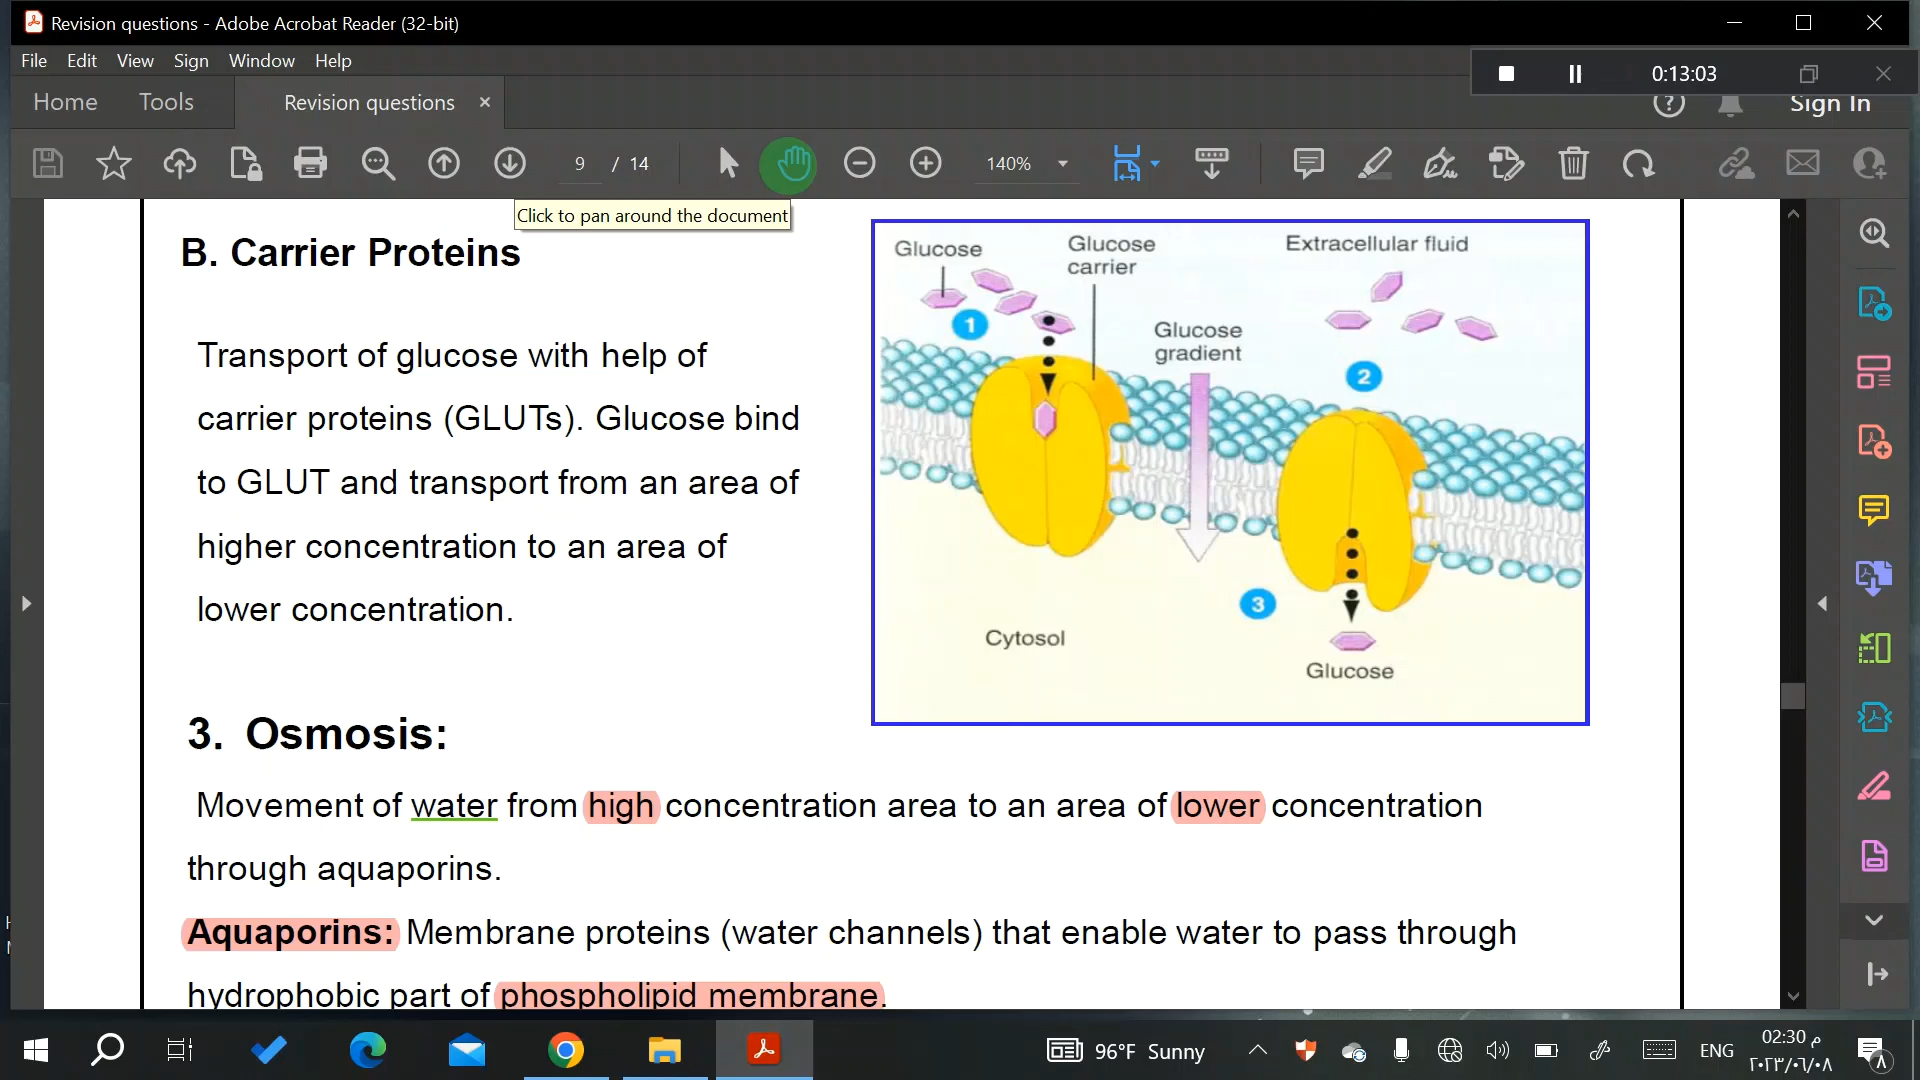 Revision questions - Adobe Acrobat Reader (32-bit)
File Edit View Sign Window Help
0:13:03
Home Tools Revision questions
Sign In
9 / 14
140%
Click to pan around the document
B. Carrier Proteins
Transport of glucose with help of
carrier proteins (GLUTs). Glucose bind
to GLUT and transport from an area of
higher concentration to an area of
lower concentration.
Glucose
Glucose
carrier
Extracellular fluid
1
Glucose
gradient
2
3
Cytosol
Glucose
3. Osmosis:
Movement of water from high concentration area to an area of lower concentration
through aquaporins.
Aquaporins: Membrane proteins (water channels) that enable water to pass through
hydrophobic part of phospholipid membrane.
96°F Sunny
ENG
02:30 م
٢٠٢٣/٠٦/٠٨
٨